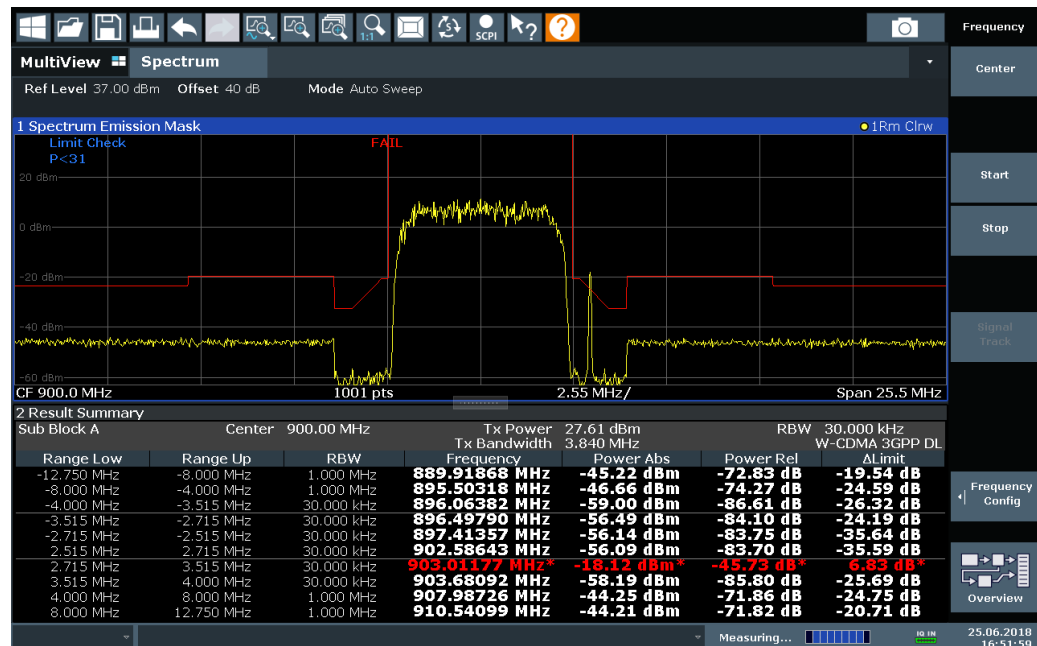 1:1
SCPI
Frequency
MultiView Spectrum
Center
Ref Level 37.00 dBm Offset 40 dB Mode Auto Sweep
1 Spectrum Emission Mask 1Rm Clrw
Limit Check FAIL
P<31
20 dBm
Start
0 dBm
Stop
-20 dBm
-40 dBm
Signal
Track
-60 dBm
CF 900.0 MHz 1001 pts 2.55 MHz/ Span 25.5 MHz
2 Result Summary
Sub Block A Center 900.00 MHz Tx Power 27.61 dBm RBW 30.000 kHz
Tx Bandwidth 3.840 MHz W-CDMA 3GPP DL
Range Low Range Up RBW Frequency Power Abs Power Rel ΔLimit
-12.750 MHz -8.000 MHz 1.000 MHz 889.91868 MHz -45.22 dBm -72.83 dB -19.54 dB
-8.000 MHz -4.000 MHz 1.000 MHz 895.50318 MHz -46.66 dBm -74.27 dB -24.59 dB
-4.000 MHz -3.515 MHz 30.000 kHz 896.06382 MHz -59.00 dBm -86.61 dB -26.32 dB
-3.515 MHz -2.715 MHz 30.000 kHz 896.49790 MHz -56.49 dBm -84.10 dB -24.19 dB
-2.715 MHz -2.515 MHz 30.000 kHz 897.41357 MHz -56.14 dBm -83.75 dB -35.64 dB
2.515 MHz 2.715 MHz 30.000 kHz 902.58643 MHz -56.09 dBm -83.70 dB -35.59 dB
2.715 MHz 3.515 MHz 30.000 kHz 903.01177 MHz* -18.12 dBm* -45.73 dB* 6.83 dB*
3.515 MHz 4.000 MHz 30.000 kHz 903.68092 MHz -58.19 dBm -85.80 dB -25.69 dB
4.000 MHz 8.000 MHz 1.000 MHz 907.98726 MHz -44.25 dBm -71.86 dB -24.75 dB
8.000 MHz 12.750 MHz 1.000 MHz 910.54099 MHz -44.21 dBm -71.82 dB -20.71 dB
Frequency
Config
Overview
Measuring... IQ IN 25.06.2018
16:51:59